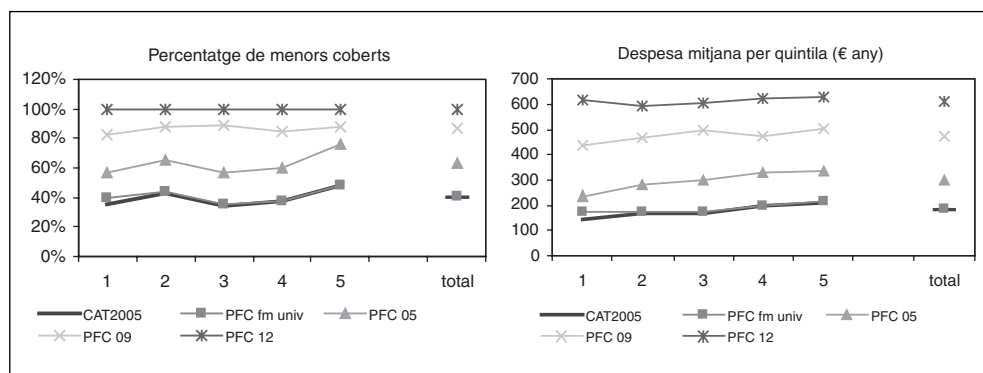 Percentatge de menors coberts
120%
100%
80%
60%
40%
20%
0%
1 2 3 4 5 total
CAT2005 PFC fm univ PFC 05
PFC 09 PFC 12
Despesa mitjana per quintila (€ any)
700
600
500
400
300
200
100
0
1 2 3 4 5 total
CAT2005 PFC fm univ PFC 05
PFC 09 PFC 12